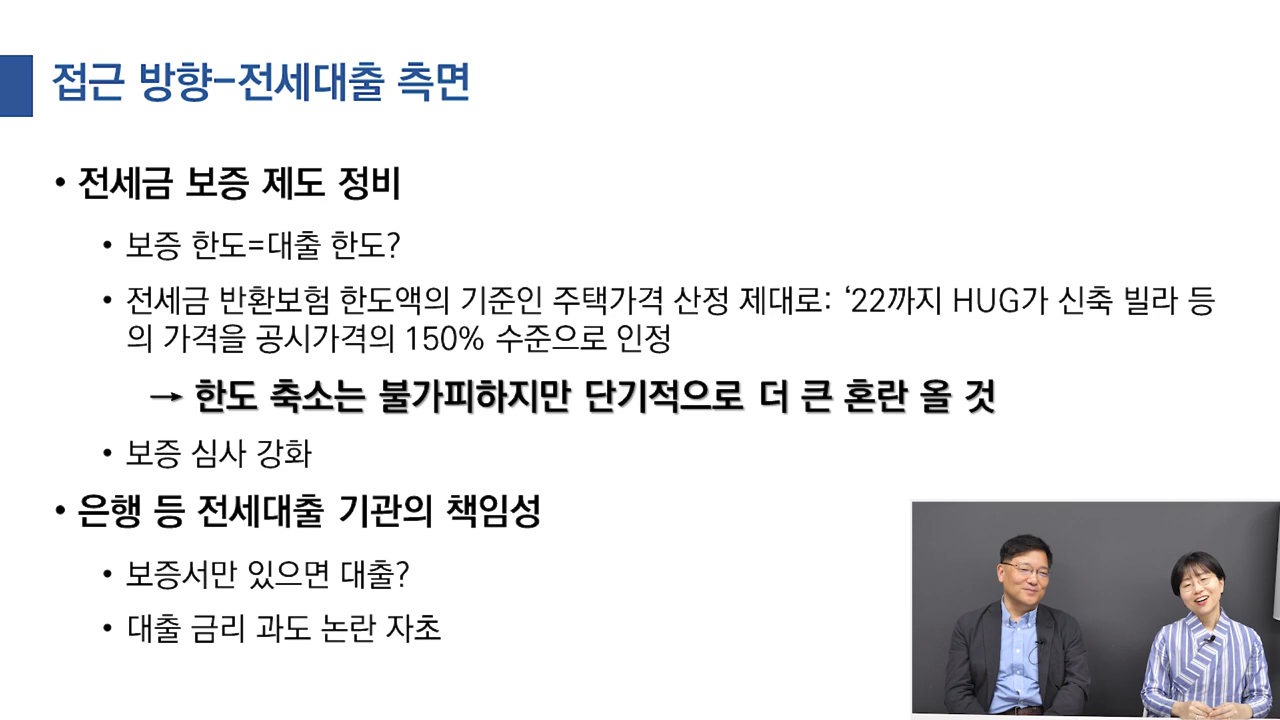 접근 방향-전세대출 측면
• 전세금 보증 제도 정비
• 보증 한도=대출 한도?
• 전세금 반환보험 한도액의 기준인 주택가격 산정 제대로: ‘22까지 HUG가 신축 빌라 등
의 가격을 공시가격의 150% 수준으로 인정
→ 한도 축소는 불가피하지만 단기적으로 더 큰 혼란 올 것
• 보증 심사 강화
• 은행 등 전세대출 기관의 책임성
• 보증서만 있으면 대출?
• 대출 금리 과도 논란 자초